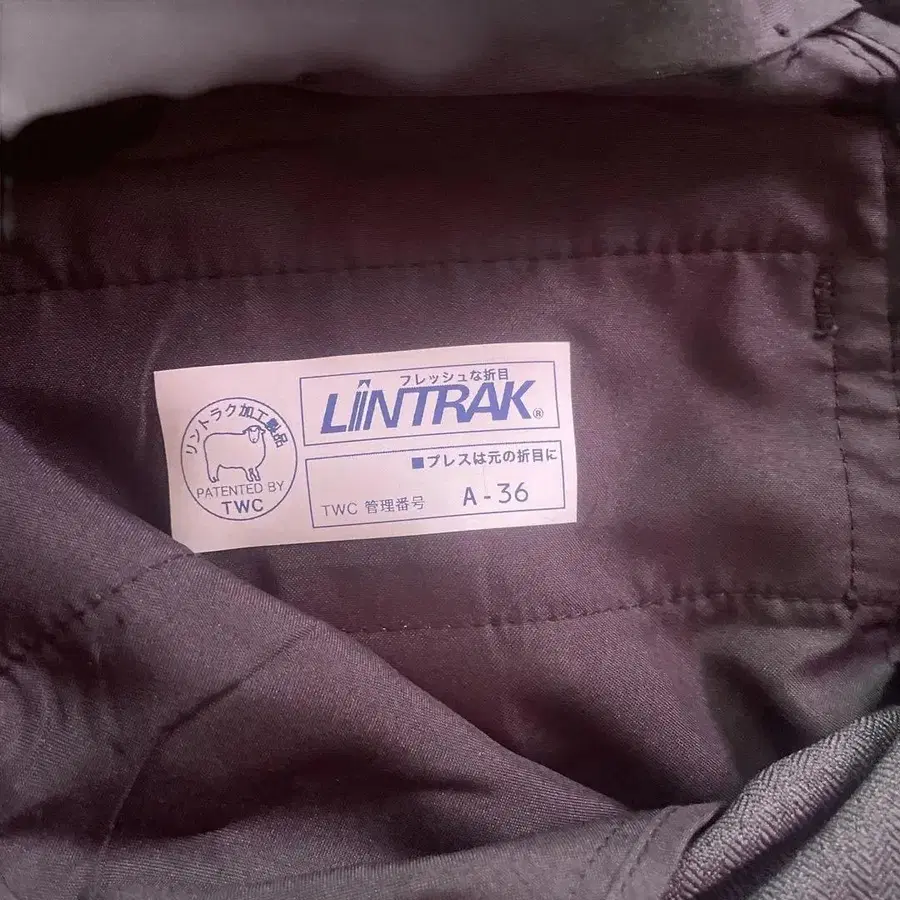 リントラク加工製品
PATENTED BY
TWC
フレッシュな折目
LIINTRAK®
■プレスは元の折目に
TWC 管理番号 A-36